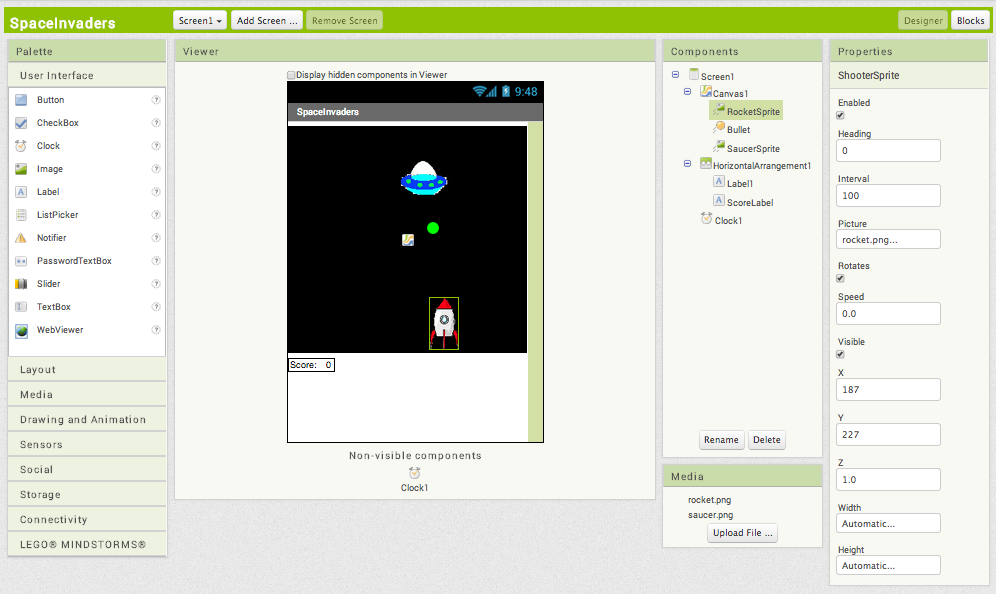 SpaceInvaders
Screen1 Add Screen ... Remove Screen
Designer Blocks
Palette
User Interface
Button ?
CheckBox ?
Clock ?
Image ?
Label ?
ListPicker ?
Notifier ?
PasswordTextBox ?
Slider ?
TextBox ?
WebViewer ?
Layout
Media
Drawing and Animation
Sensors
Social
Storage
Connectivity
LEGO® MINDSTORMS®
Viewer
Display hidden components in Viewer
9:48
SpaceInvaders
Score: 0
Non-visible components
Clock1
Components
Screen1
Canvas1
RocketSprite
Bullet
SaucerSprite
HorizontalArrangement1
A Label1
A ScoreLabel
Clock1
Rename Delete
Media
rocket.png
saucer.png
Upload File ...
Properties
ShooterSprite
Enabled
Heading
0
Interval
100
Picture
rocket.png...
Rotates
Speed
0.0
Visible
X
187
Y
227
Z
1.0
Width
Automatic...
Height
Automatic...